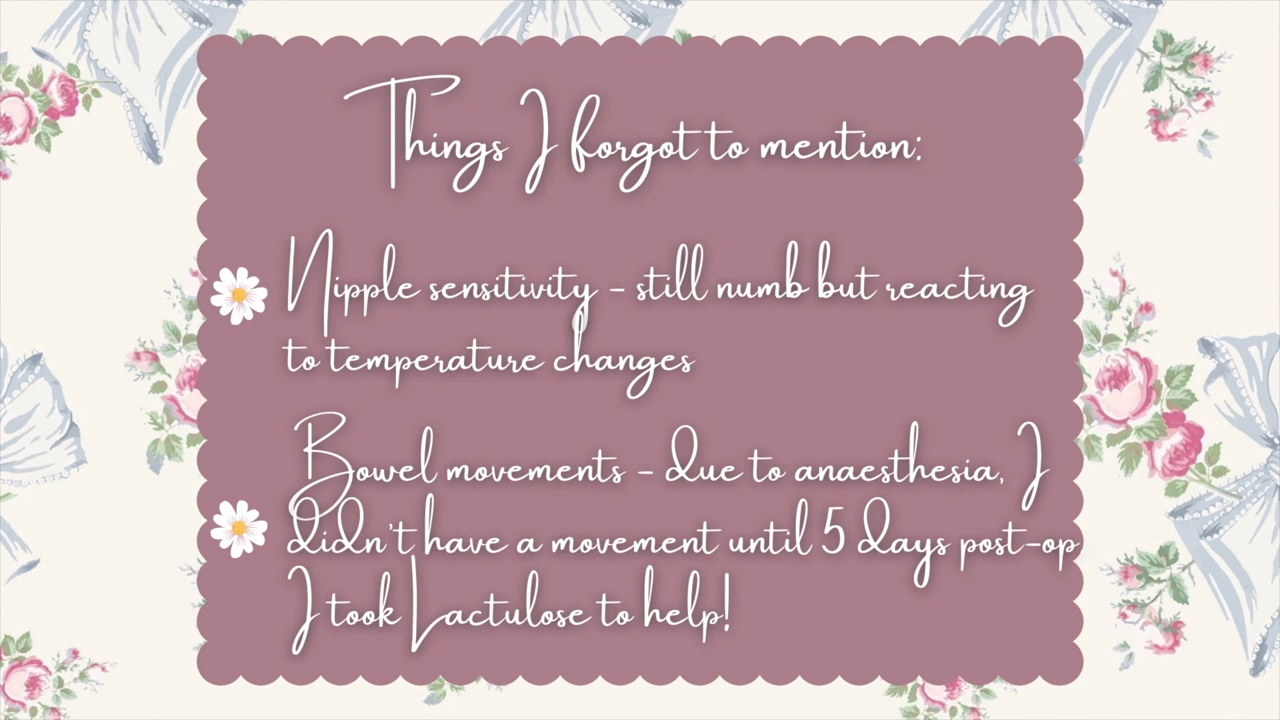 Things I forgot to mention:
Nipple sensitivity - still numb but reacting
to temperature changes
Bowel movements - due to anaesthesia, I
didn't have a movement until 5 days post-op
I took Lactulose to help!